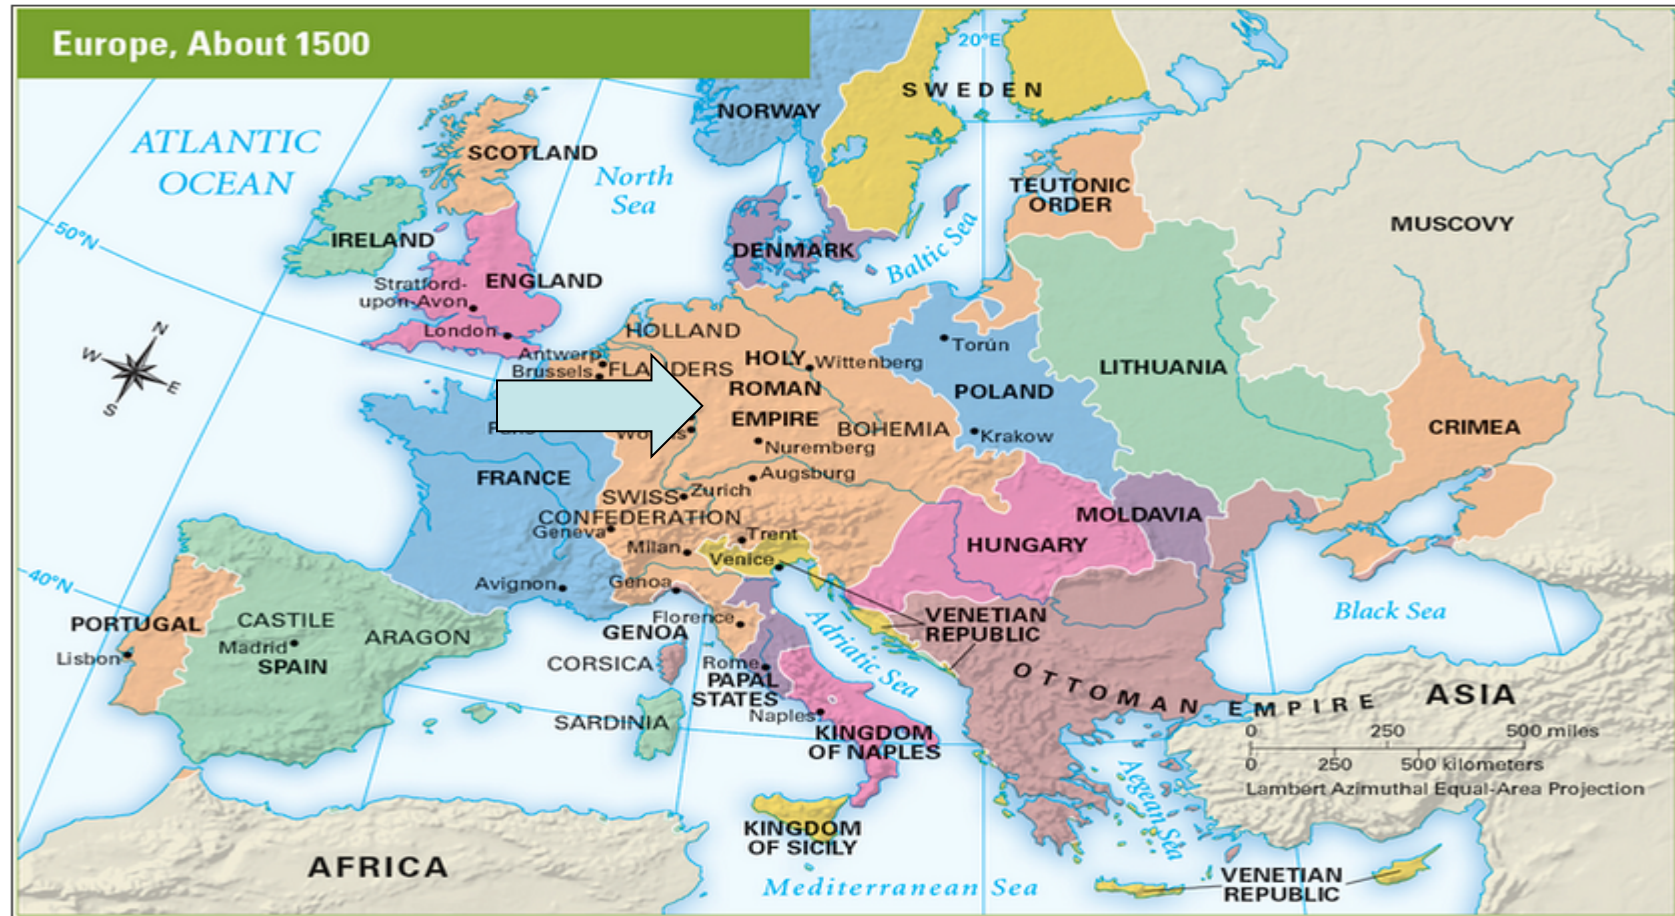 Europe, About 1500
20°E
SWEDEN
NORWAY
ATLANTIC
OCEAN
SCOTLAND
North
Sea
TEUTONIC
ORDER
MUSCOVY
50°N
IRELAND
DENMARK
Baltic Sea
ENGLAND
Stratford-
upon-Avon
London
HOLLAND
N
W
E
S
Antwerp
Brussels
FLANDERS
HOLY
ROMAN
EMPIRE
Wittenberg
Torún
LITHUANIA
POLAND
BOHEMIA
Krakow
CRIMEA
Nuremberg
FRANCE
Augsburg
SWISS
CONFEDERATION
Zurich
Geneva
MOLDAVIA
HUNGARY
Trent
Milan
Venice
40°N
Avignon
Genoa
Black Sea
PORTUGAL
CASTILE
Madrid
SPAIN
ARAGON
Lisbon
Florence
GENOA
CORSICA
Adriatic Sea
VENETIAN
REPUBLIC
Rome
PAPAL
STATES
OTTOMAN EMPIRE
ASIA
SARDINIA
Naples
KINGDOM
OF NAPLES
0 250 500 miles
0 250 500 kilometers
Lambert Azimuthal Equal-Area Projection
Aegean Sea
KINGDOM
OF SICILY
AFRICA
Mediterranean Sea
VENETIAN
REPUBLIC